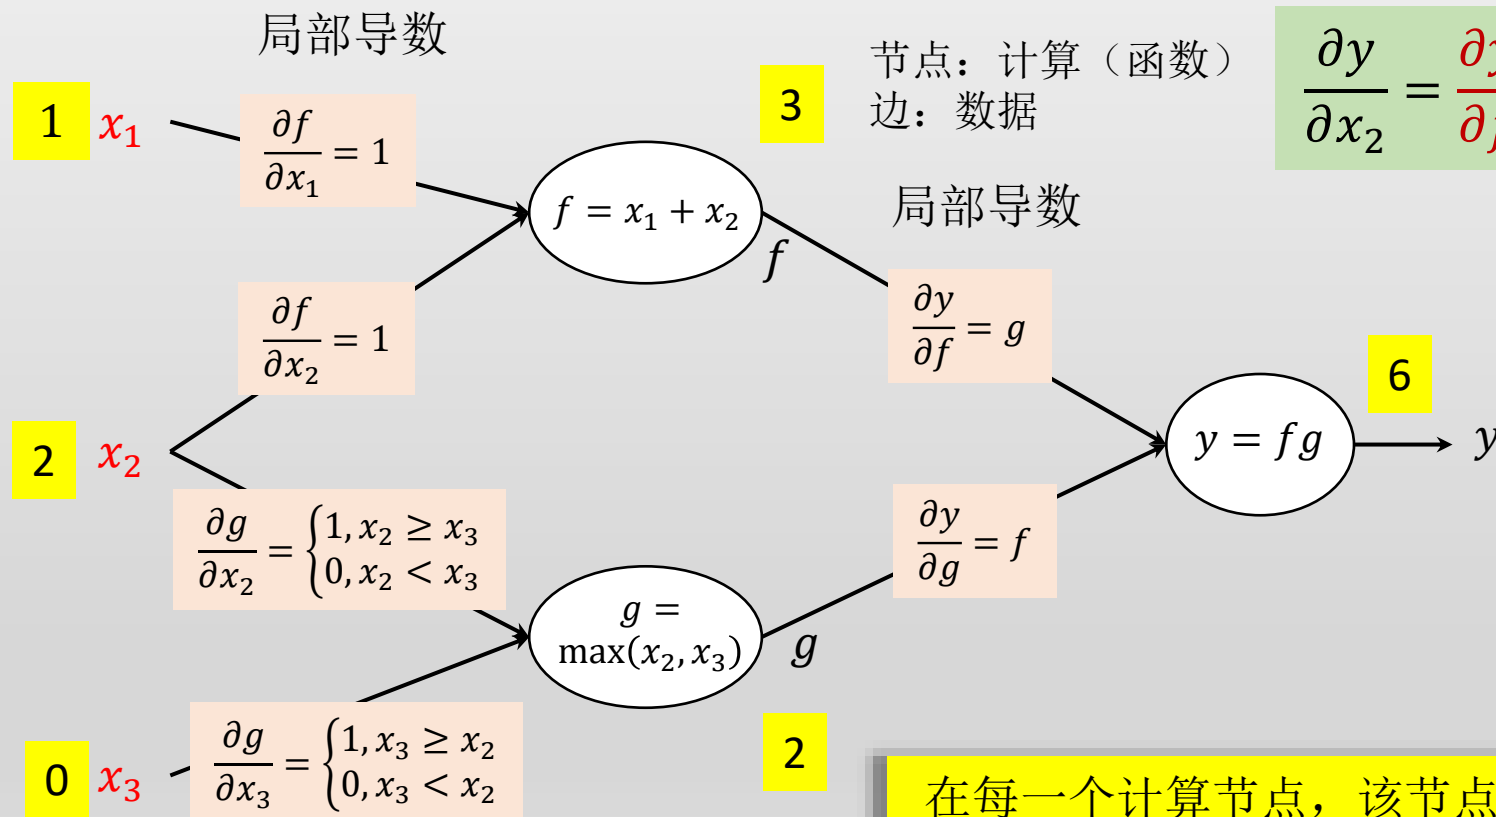 局部导数
节点：计算（函数）
边：数据
∂y/∂x₂ = ∂y/∂f
1 x₁
∂f/∂x₁ = 1
3
f = x₁ + x₂
f
局部导数
∂f/∂x₂ = 1
∂y/∂f = g
2 x₂
6
y = fg
y
∂g/∂x₂ = {1, x₂ ≥ x₃
0, x₂ < x₃
∂y/∂g = f
g =
max(x₂, x₃)
g
2
0 x₃
∂g/∂x₃ = {1, x₃ ≥ x₂
0, x₃ < x₂
在每一个计算节点，该节点